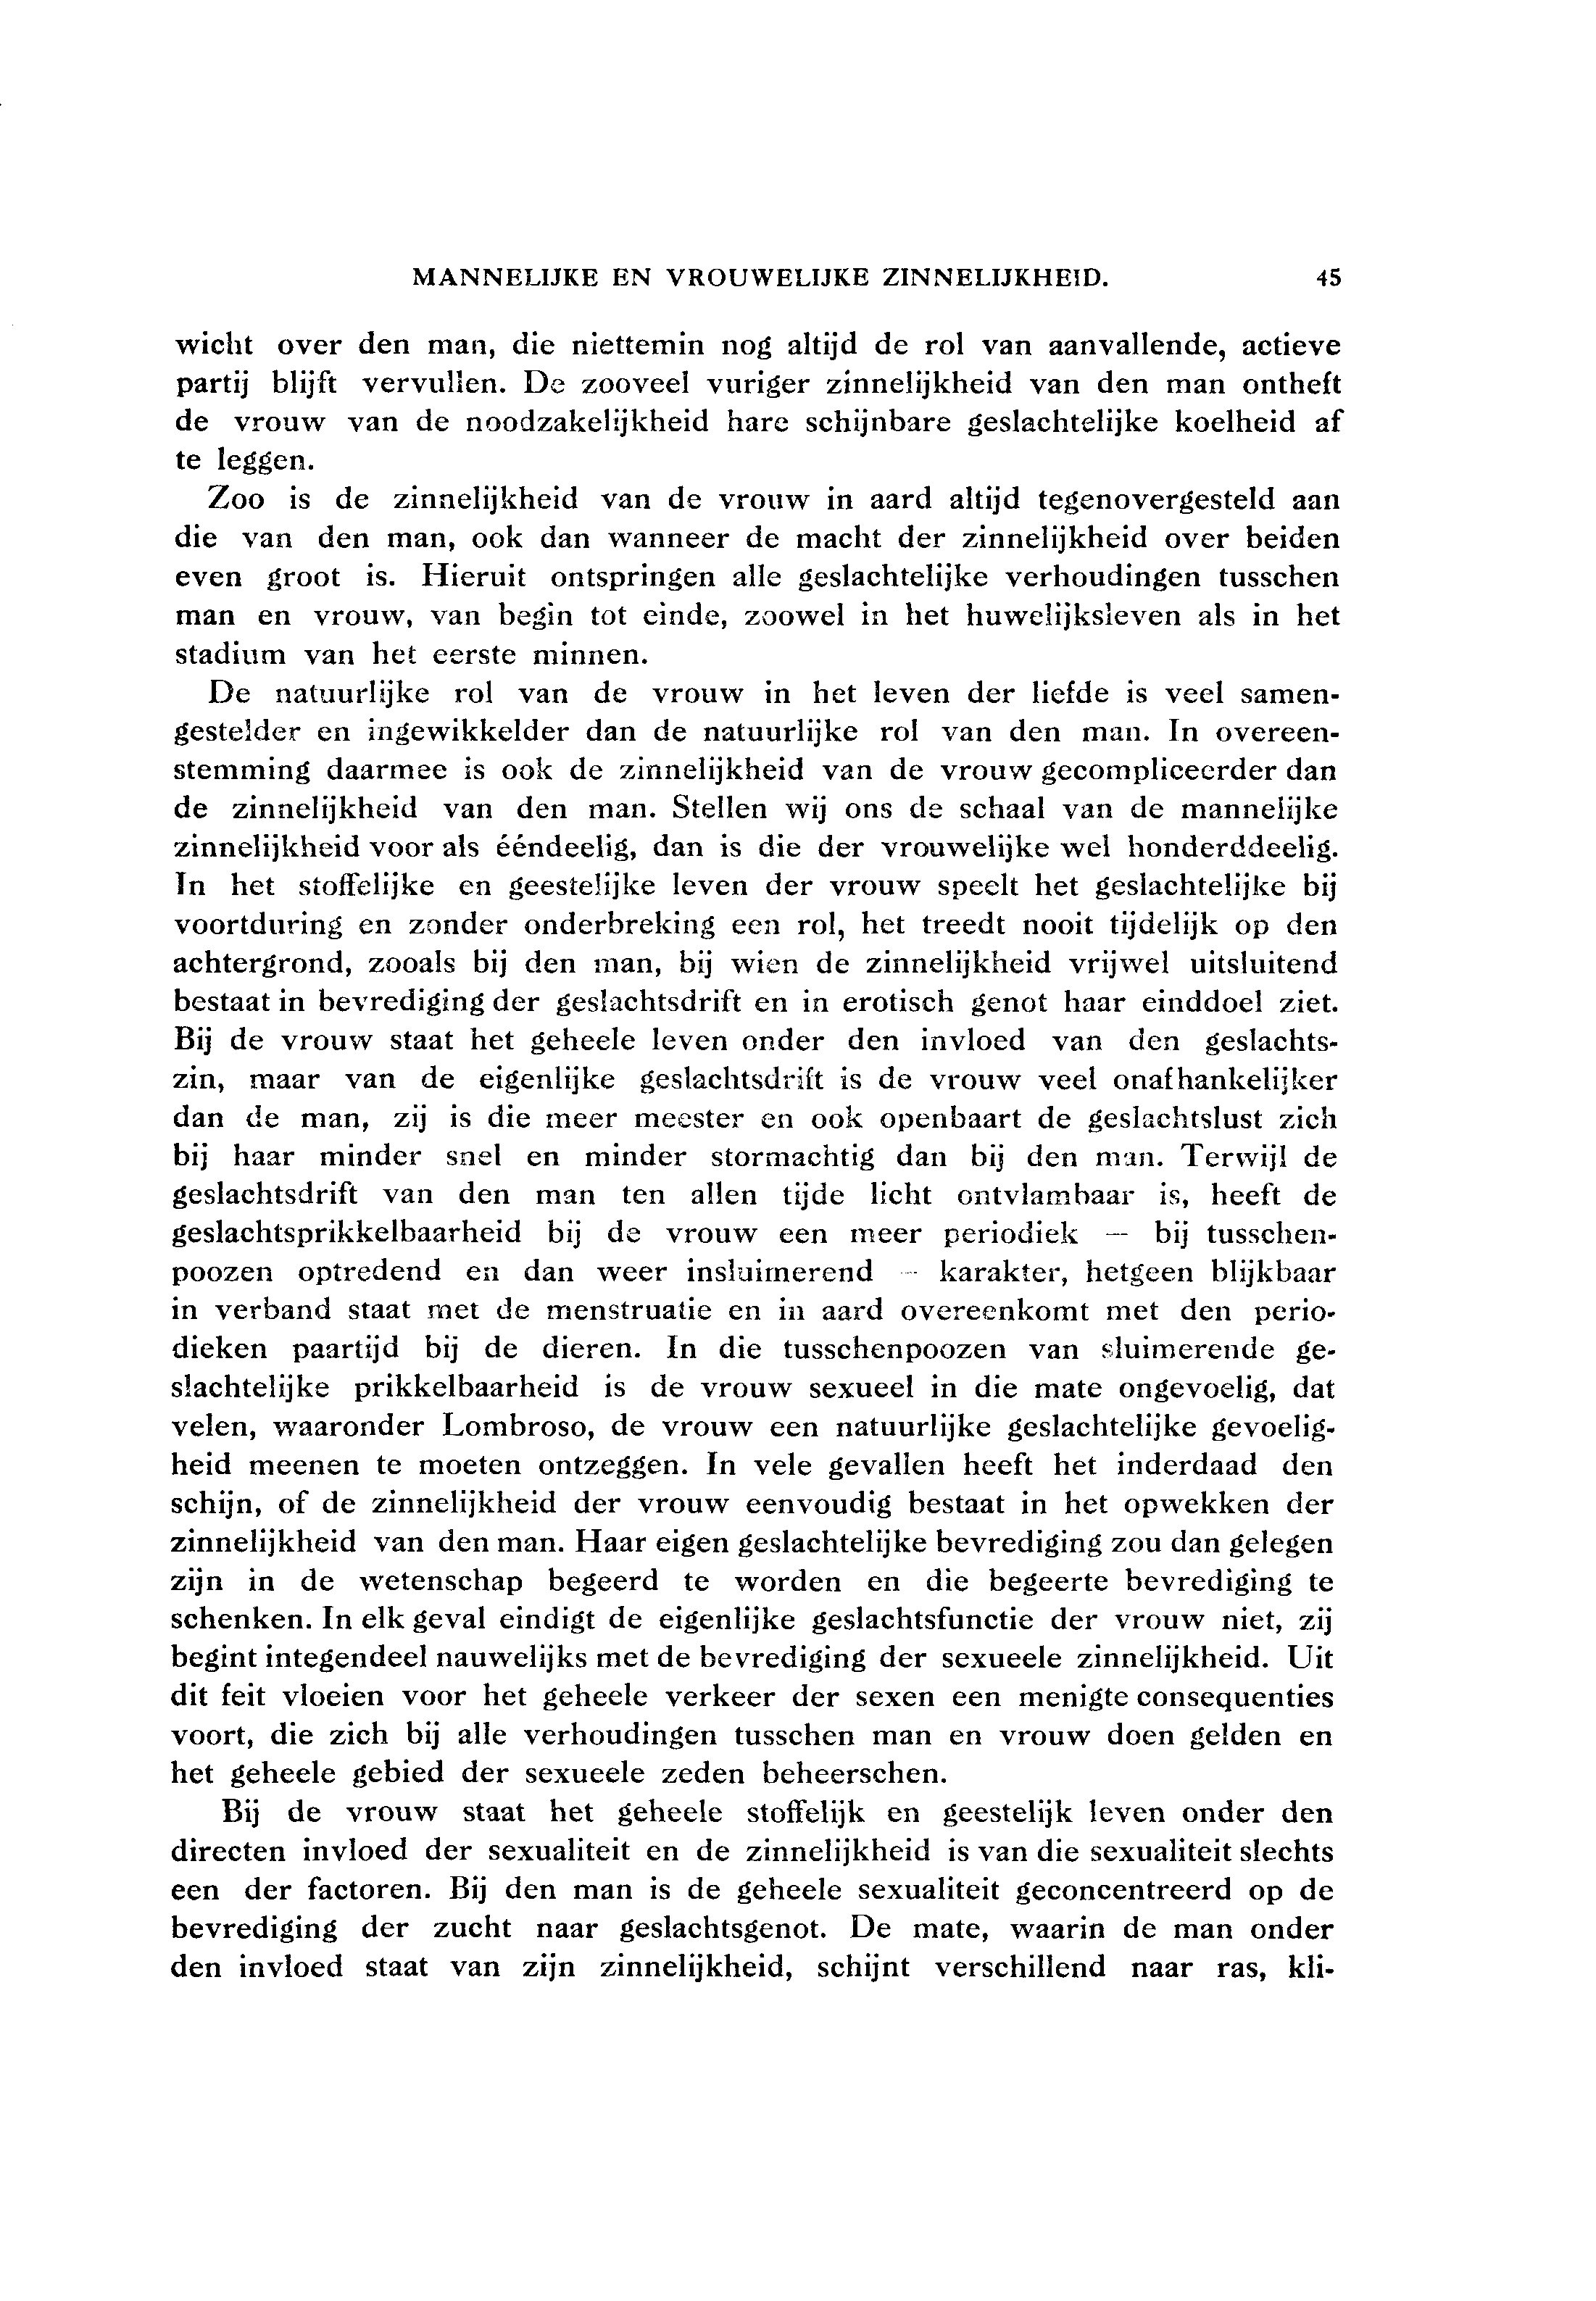 MANNELIJKE EN VROUWELIJKE ZINNELIJKHEID. 45
wicht over den man, die niettemin nog altijd de rol van aanvallende, actieve
partij blijft vervullen. De zooveel vuriger zinnelijkheid van den man ontheft
de vrouw van de noodzakelijkheid hare schijnbare geslachtelijke koelheid af
te leggen.
Zoo is de zinnelijkheid van de vrouw in aard altijd tegenovergesteld aan
die van den man, ook dan wanneer de macht der zinnelijkheid over beiden
even groot is. Hieruit ontspringen alle geslachtelijke verhoudingen tusschen
man en vrouw, van begin tot einde, zoowel in het huwelijksleven als in het
stadium van het eerste minnen.
De natuurlijke rol van de vrouw in het leven der liefde is veel samen-
gestelder en ingewikkelder dan de natuurlijke rol van den man. In overeen-
stemming daarmee is ook de zinnelijkheid van de vrouw gecompliceerder dan
de zinnelijkheid van den man. Stellen wij ons de schaal van de mannelijke
zinnelijkheid voor als ééndeelig, dan is die der vrouwelijke wel honderddeelig.
In het stoffelijke en geestelijke leven der vrouw speelt het geslachtelijke bij
voortduring en zonder onderbreking een rol, het treedt nooit tijdelijk op den
achtergrond, zooals bij den man, bij wien de zinnelijkheid vrijwel uitsluitend
bestaat in bevrediging der geslachtsdrift en in erotisch genot haar einddoel ziet.
Bij de vrouw staat het geheele leven onder den invloed van den geslachts-
zin, maar van de eigenlijke geslachtsdrift is de vrouw veel onafhankelijker
dan de man, zij is die meer meester en ook openbaart de geslachtslust zich
bij haar minder snel en minder stormachtig dan bij den man. Terwijl de
geslachtsdrift van den man ten allen tijde licht ontvlambaar is, heeft de
geslachtsprikkelbaarheid bij de vrouw een meer periodiek — bij tusschen-
poozen optredend en dan weer insluimerend — karakter, hetgeen blijkbaar
in verband staat met de menstruatie en in aard overeenkomt met den perio-
dieken paartijd bij de dieren. In die tusschenpoozen van sluimerende ge-
slachtelijke prikkelbaarheid is de vrouw sexueel in die mate ongevoelig, dat
velen, waaronder Lombroso, de vrouw een natuurlijke geslachtelijke gevoelig-
heid meenen te moeten ontzeggen. In vele gevallen heeft het inderdaad den
schijn, of de zinnelijkheid der vrouw eenvoudig bestaat in het opwekken der
zinnelijkheid van den man. Haar eigen geslachtelijke bevrediging zou dan gelegen
zijn in de wetenschap begeerd te worden en die begeerte bevrediging te
schenken. In elk geval eindigt de eigenlijke geslachtsfunctie der vrouw niet, zij
begint integendeel nauwelijks met de bevrediging der sexueele zinnelijkheid. Uit
dit feit vloeien voor het geheele verkeer der sexen een menigte consequenties
voort, die zich bij alle verhoudingen tusschen man en vrouw doen gelden en
het geheele gebied der sexueele zeden beheerschen.
Bij de vrouw staat het geheele stoffelijk en geestelijk leven onder den
directen invloed der sexualiteit en de zinnelijkheid is van die sexualiteit slechts
een der factoren. Bij den man is de geheele sexualiteit geconcentreerd op de
bevrediging der zucht naar geslachtsgenot. De mate, waarin de man onder
den invloed staat van zijn zinnelijkheid, schijnt verschillend naar ras, kli-